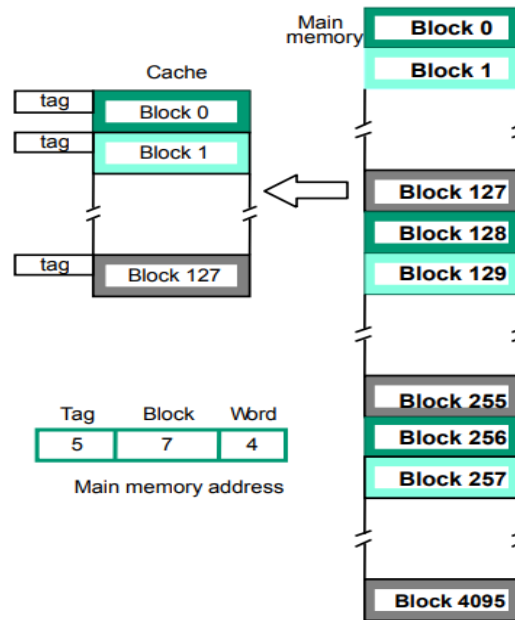 Main
memory
Block 0
Block 1
Cache
tag
Block 0
tag
Block 1
Block 127
Block 128
Block 129
tag
Block 127
Block 255
Block 256
Block 257
Tag Block Word
5 7 4
Main memory address
Block 4095